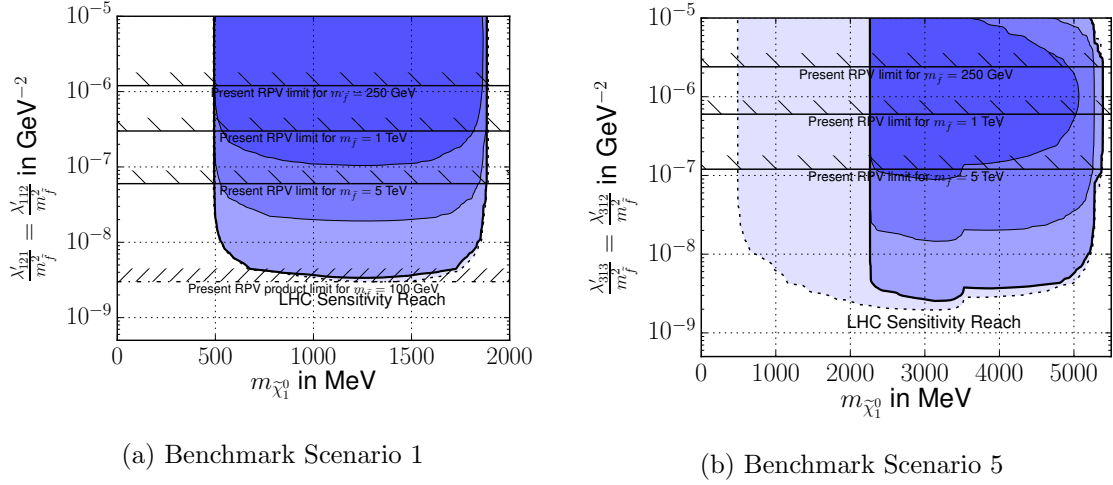 10⁻⁵
10⁻⁶
10⁻⁷
10⁻⁸
10⁻⁹
λ′₁₂₁/m²_f̃ = λ′₁₁₂/m²_f̃ in GeV⁻²
Present RPV limit for m_f̃ = 250 GeV
Present RPV limit for m_f̃ = 1 TeV
Present RPV limit for m_f̃ = 5 TeV
Present RPV product limit for m_f̃ = 100 GeV
LHC Sensitivity Reach
0 500 1000 1500 2000
m_χ̃⁰₁ in MeV
(a) Benchmark Scenario 1
10⁻⁵
10⁻⁶
10⁻⁷
10⁻⁸
10⁻⁹
λ′₃₁₃/m²_f̃ = λ′₃₁₂/m²_f̃ in GeV⁻²
Present RPV limit for m_f̃ = 250 GeV
Present RPV limit for m_f̃ = 1 TeV
Present RPV limit for m_f̃ = 5 TeV
LHC Sensitivity Reach
0 1000 2000 3000 4000 5000
m_χ̃⁰₁ in MeV
(b) Benchmark Scenario 5